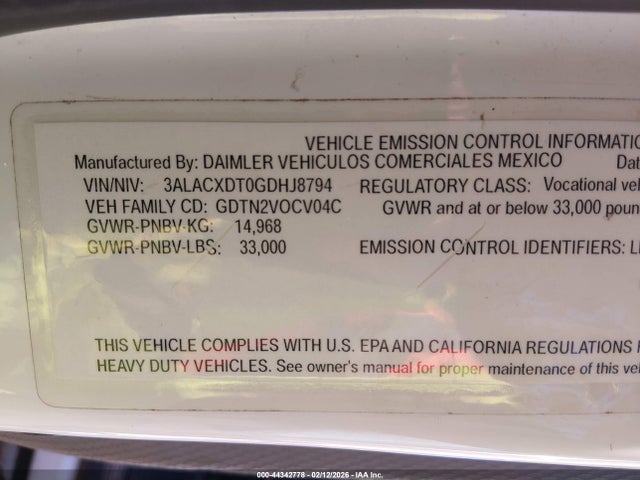 VEHICLE EMISSION CONTROL
Manufactured By: DAIMLER VEHICULOS COMERCIALES MEXICO
VIN/NIV: 3ALACXDT0GDHJ8794 REGULATORY CLASS: Vocational
VEH FAMILY CD: GDTN2VOCV04C GVWR and at or below 33,000
GVWR-PNBV-KG: 14,968
GVWR-PNBV-LBS: 33,000 EMISSION CONTROL IDENTIFIERS:
THIS VEHICLE COMPLIES WITH U.S. EPA AND CALIFORNIA REGULATIONS
HEAVY DUTY VEHICLES. See owner's manual for proper maintenance of this
000-44342778 - 02/12/2026 - IAA Inc.